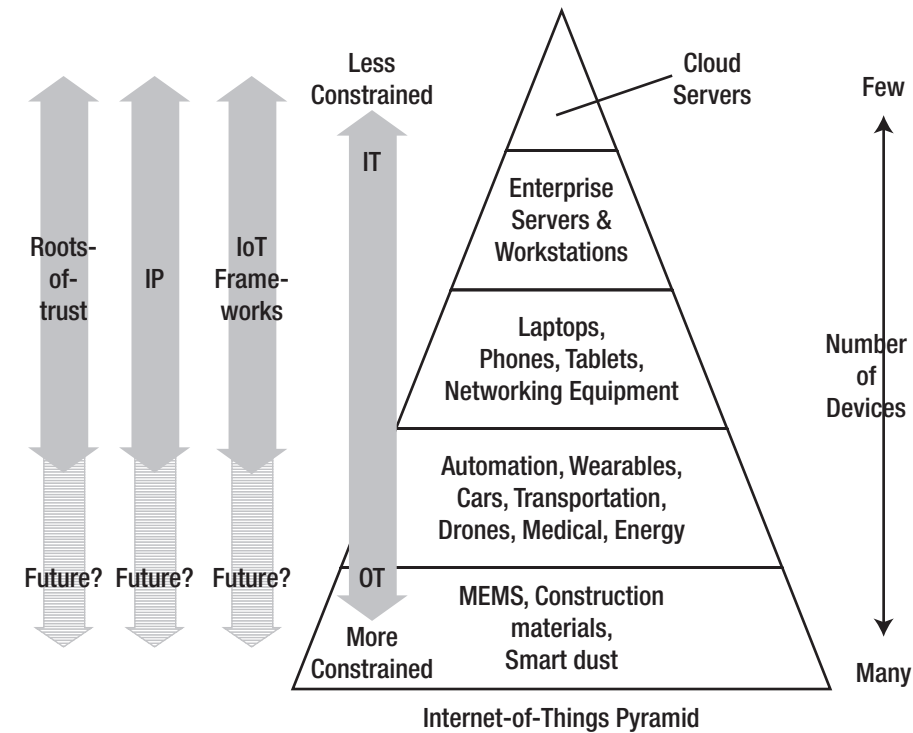 Less
Constrained
Cloud
Servers
Few
IT
Enterprise
Servers &
Workstations
Roots-
of-
trust
IP
IoT
Frame-
works
Laptops,
Phones, Tablets,
Networking Equipment
Number
of
Devices
Automation, Wearables,
Cars, Transportation,
Drones, Medical, Energy
Future?
Future?
Future?
OT
MEMS, Construction
materials,
Smart dust
More
Constrained
Many
Internet-of-Things Pyramid